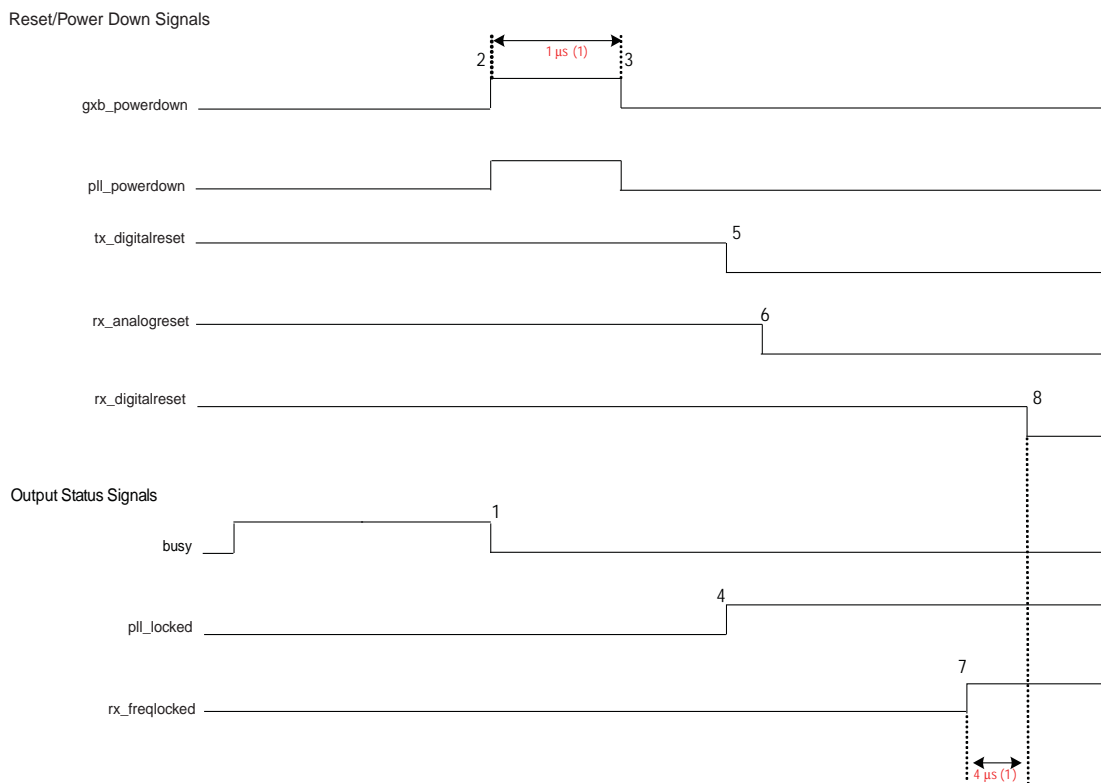 Reset/Power Down Signals
1 μs (1)
2
3
gxb_powerdown
pll_powerdown
tx_digitalreset
5
rx_analogreset
6
rx_digitalreset
8
Output Status Signals
1
busy
4
pll_locked
7
rx_freqlocked
4 μs (1)